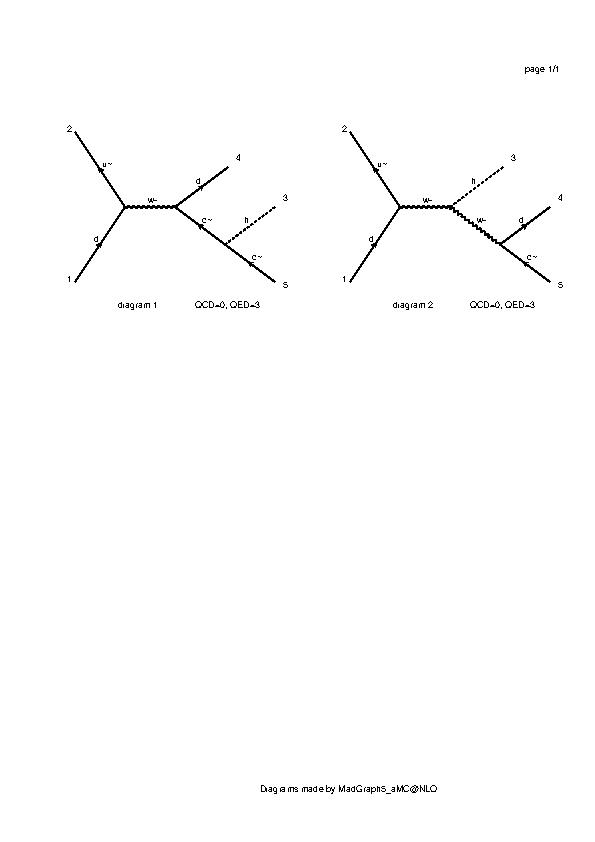 page 1/1
2
u~
d
1
w-
d
4
c~
h
3
c~
5
diagram 1 QCD=0, QED=3
2
u~
d
1
w-
h
3
w-
d
4
c~
5
diagram 2 QCD=0, QED=3
Diagrams made by MadGraph5_aMC@NLO